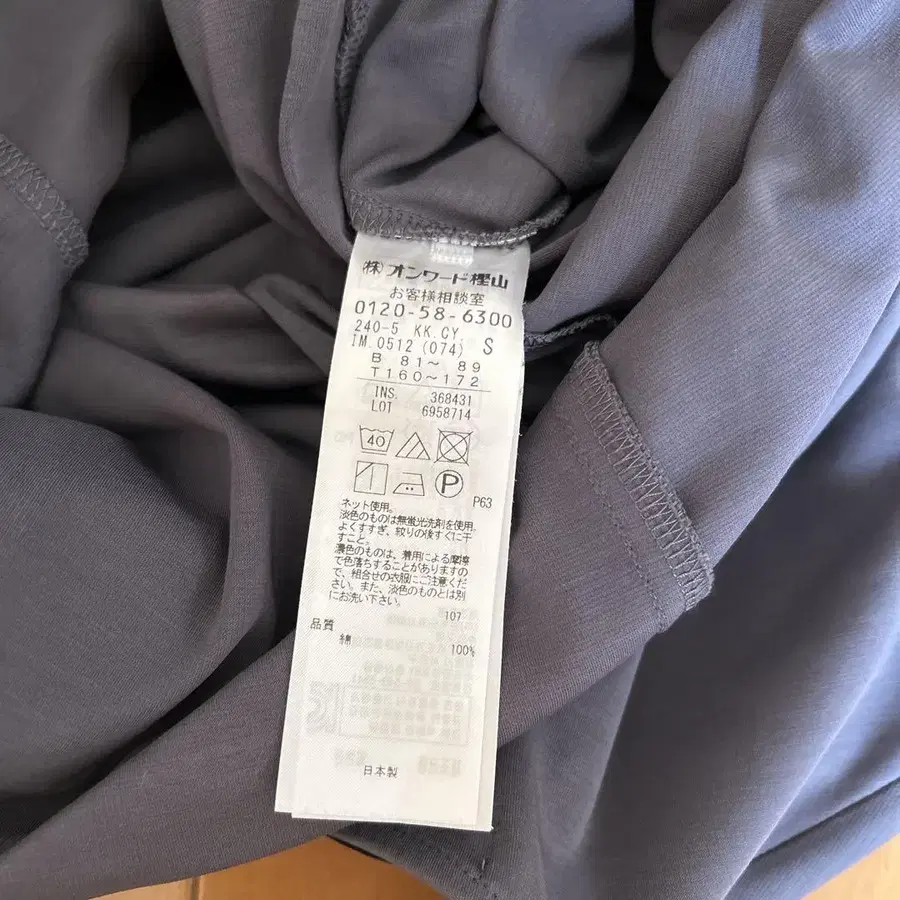 (株)オンワード樫山
お客様相談室
0120-58-6300
240-5 KK.CY.
IM.0512 (074) S
B 81~ 89
T160~172
INS. 368431
LOT 6958714
40
P
P63
ネット使用。
淡色のものは無蛍光洗剤を使用。
よくすすぎ、絞りの後すぐに干
すこと。
濃色のものは、着用による摩擦
で色落ちすることがありますの
で、組合せの衣服にご注意くだ
さい。また、淡色のものとは別
にお洗い下さい。
107
品質
綿 100%
日本製